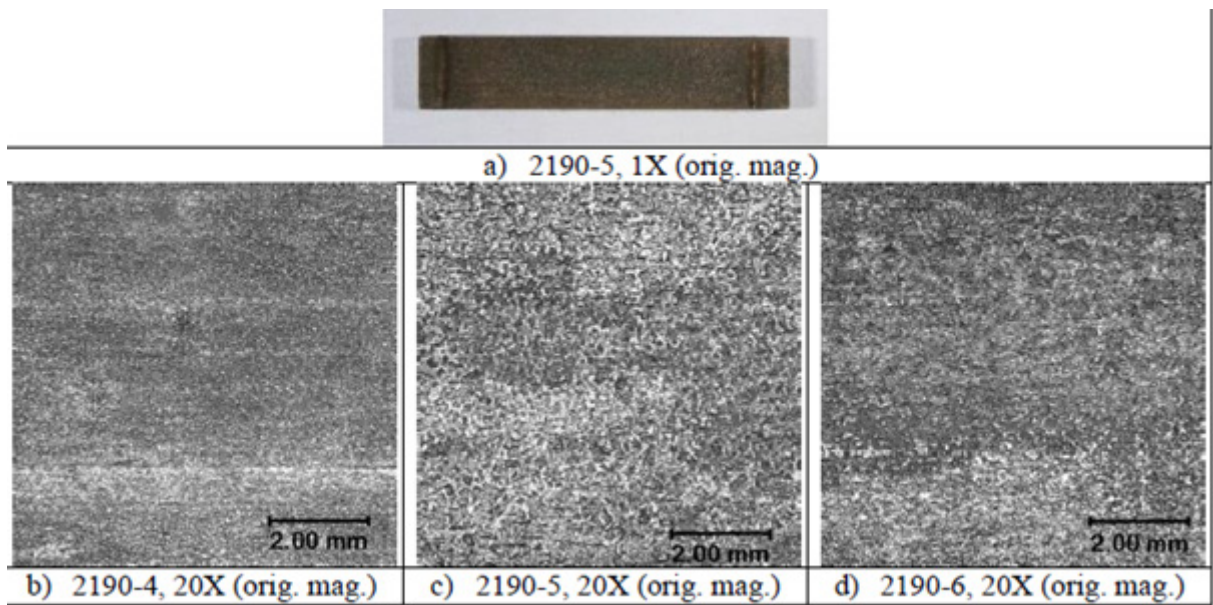 a) 2190-5, 1X (orig. mag.)
2.00 mm
2.00 mm
2.00 mm
b) 2190-4, 20X (orig. mag.)
c) 2190-5, 20X (orig. mag.)
d) 2190-6, 20X (orig. mag.)